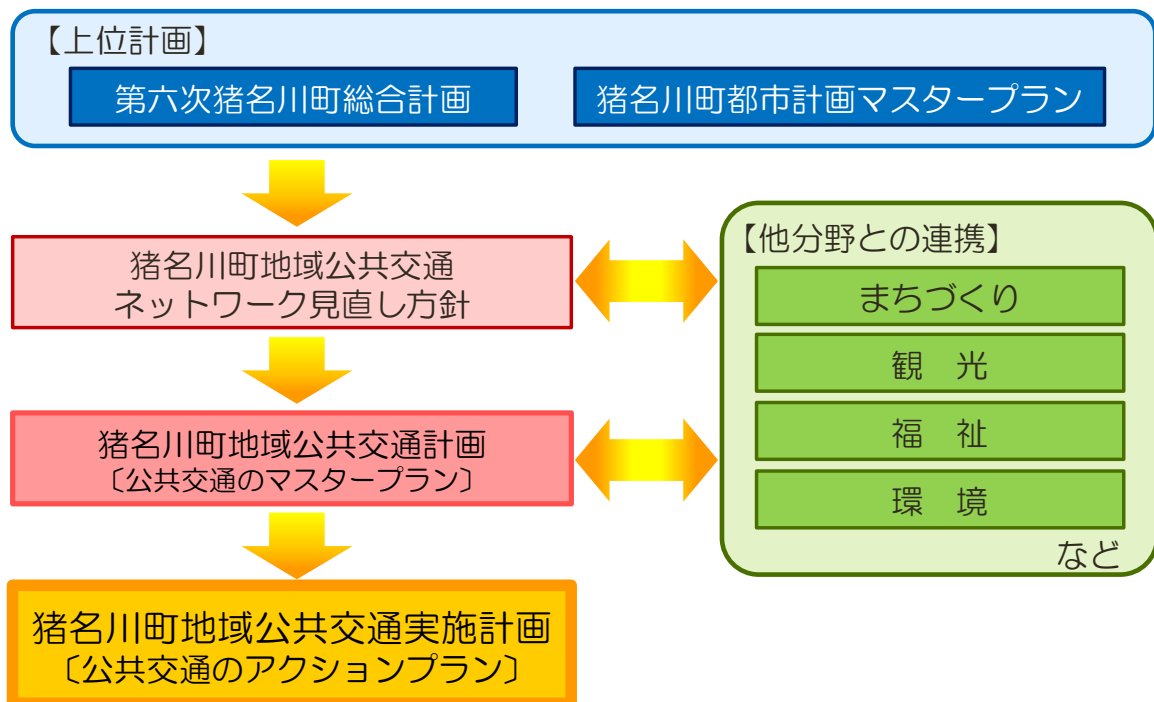 【上位計画】
第六次猪名川町総合計画
猪名川町都市計画マスタープラン
猪名川町地域公共交通
ネットワーク見直し方針
【他分野との連携】
まちづくり
観　光
福　祉
環　境
など
猪名川町地域公共交通計画
〔公共交通のマスタープラン〕
猪名川町地域公共交通実施計画
〔公共交通のアクションプラン〕